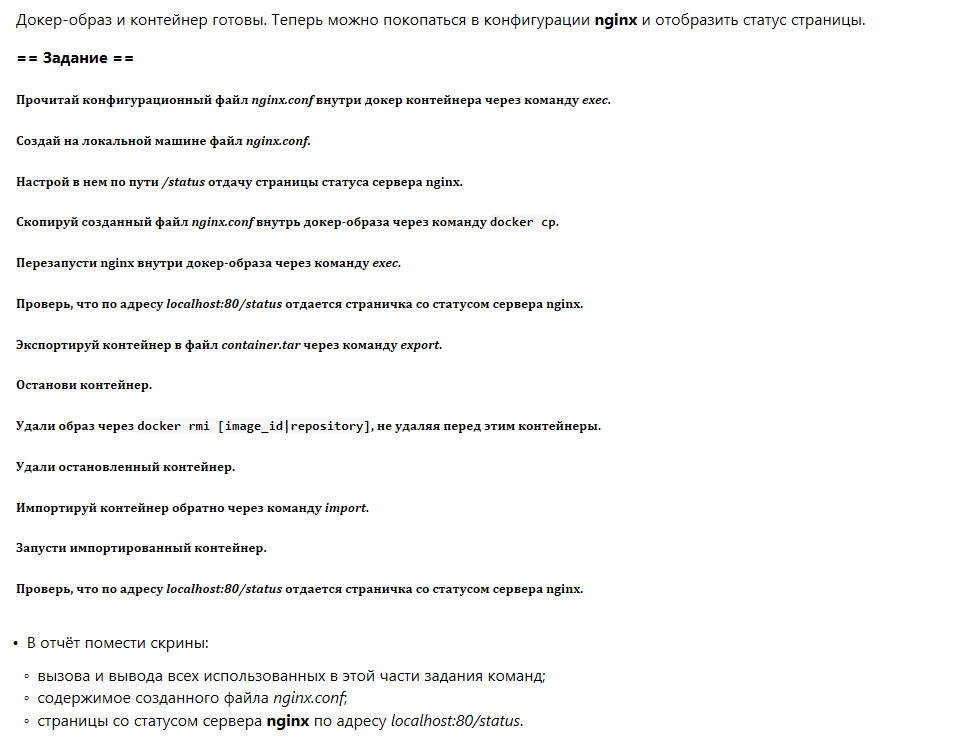 Докер-образ и контейнер готовы. Теперь можно покопаться в конфигурации nginx и отобразить статус страницы.
== Задание ==
Прочитай конфигурационный файл nginx.conf внутри докер контейнера через команду exec.
Создай на локальной машине файл nginx.conf.
Настрой в нем по пути /status отдачу страницы статуса сервера nginx.
Скопируй созданный файл nginx.conf внутрь докер-образа через команду docker cp.
Перезапусти nginx внутри докер-образа через команду exec.
Проверь, что по адресу localhost:80/status отдается страничка со статусом сервера nginx.
Экспортируй контейнер в файл container.tar через команду export.
Останови контейнер.
Удали образ через docker rmi [image_id|repository], не удаляя перед этим контейнеры.
Удали остановленный контейнер.
Импортируй контейнер обратно через команду import.
Запусти импортированный контейнер.
Проверь, что по адресу localhost:80/status отдается страничка со статусом сервера nginx.
• В отчёт помести скрины:
◦ вызова и вывода всех использованных в этой части задания команд;
◦ содержимое созданного файла nginx.conf;
◦ страницы со статусом сервера nginx по адресу localhost:80/status.